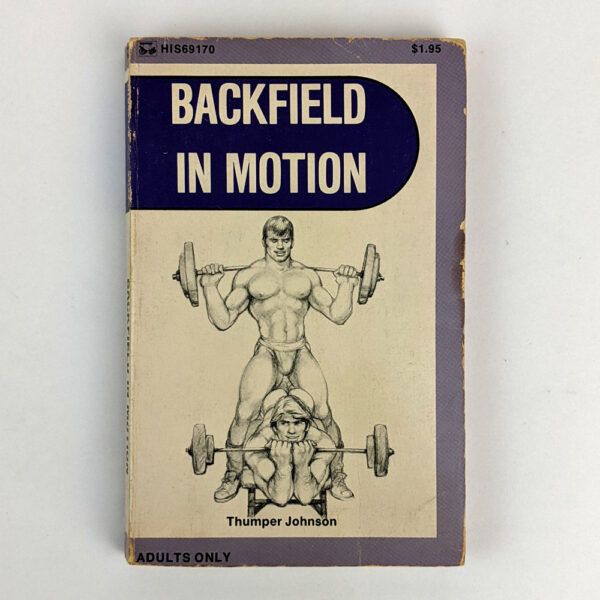 HIS69170
$1.95
BACKFIELD
IN MOTION
Thumper Johnson
ADULTS ONLY